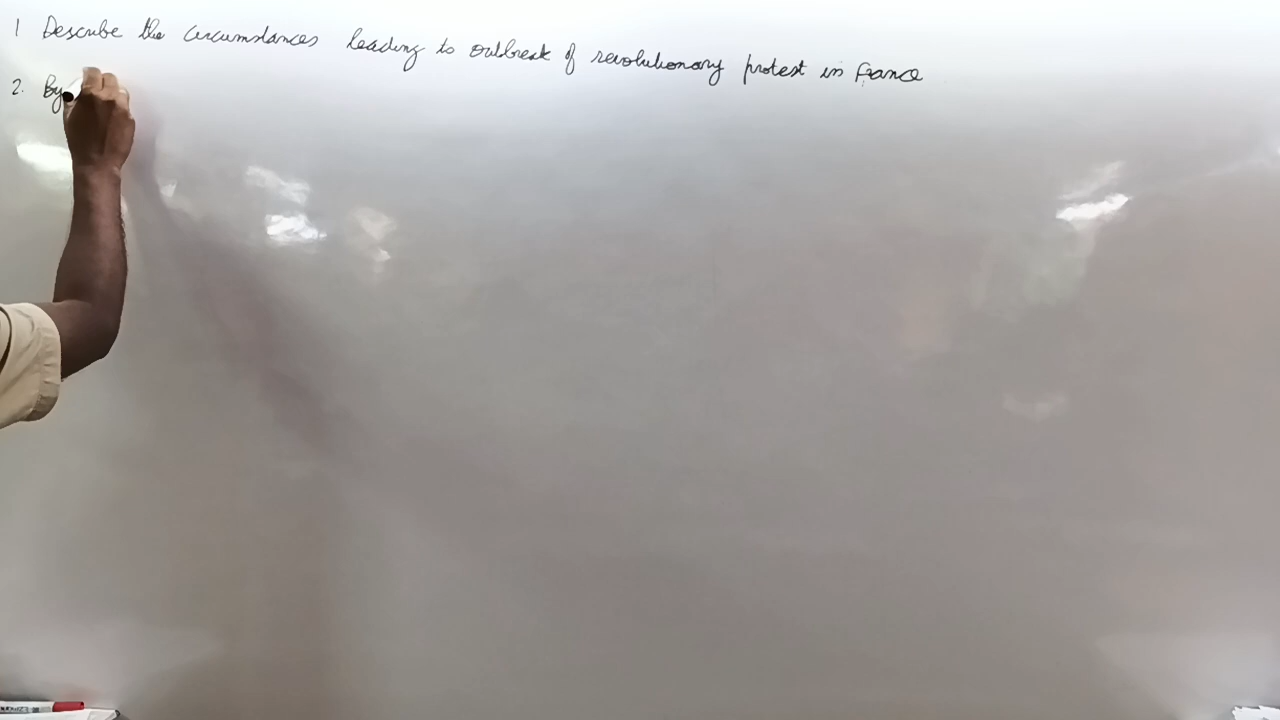 1 Describe the circumstances leading to outbreak of revolutionary protest in France
2. By